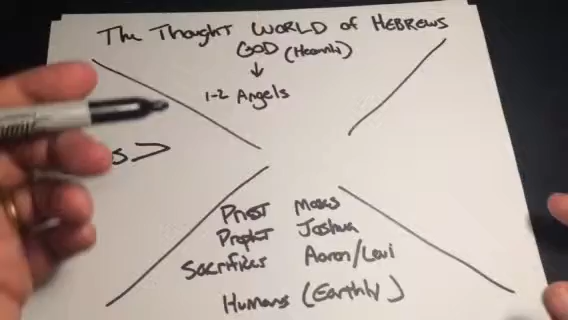 The Thought World of Hebrews
GOD (Heavenly)
↓
1-2 Angels
s >
Priest Moses
Prophet Joshua
Sacrifices Aaron/Levi
Humans (Earthly)